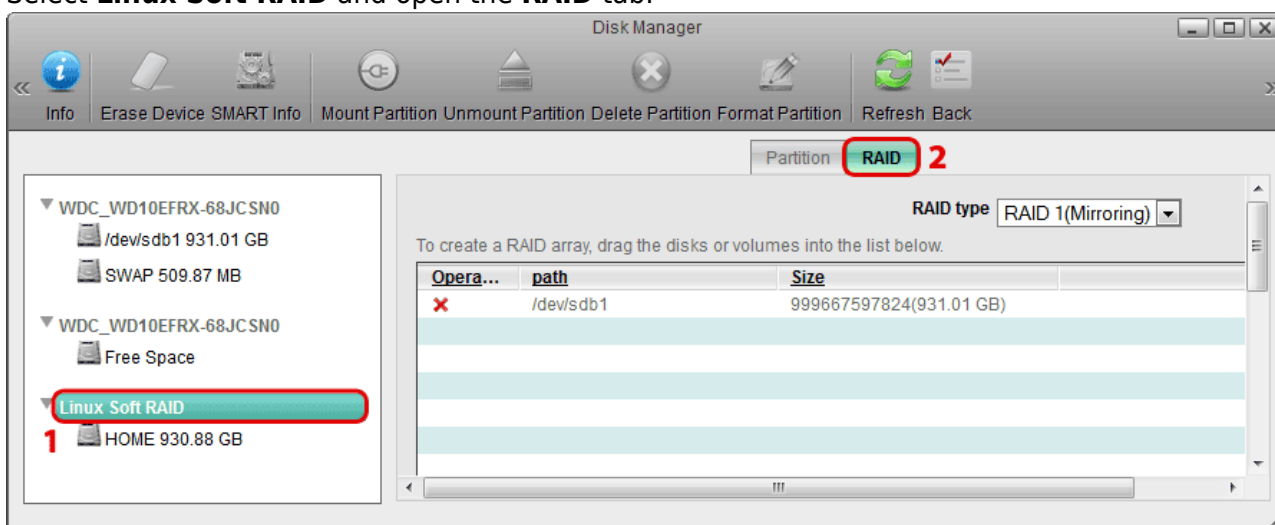 Select Linux Soft RAID and open the RAID tab.
Disk Manager
Info Erase Device SMART Info Mount Partition Unmount Partition Delete Partition Format Partition Refresh Back
Partition RAID 2
WDC_WD10EFRX-68JCSN0
/dev/sdb1 931.01 GB
SWAP 509.87 MB
WDC_WD10EFRX-68JCSN0
Free Space
Linux Soft RAID
1 HOME 930.88 GB
RAID type RAID 1(Mirroring)
To create a RAID array, drag the disks or volumes into the list below.
Opera... path Size
/dev/sdb1 999667597824(931.01 GB)